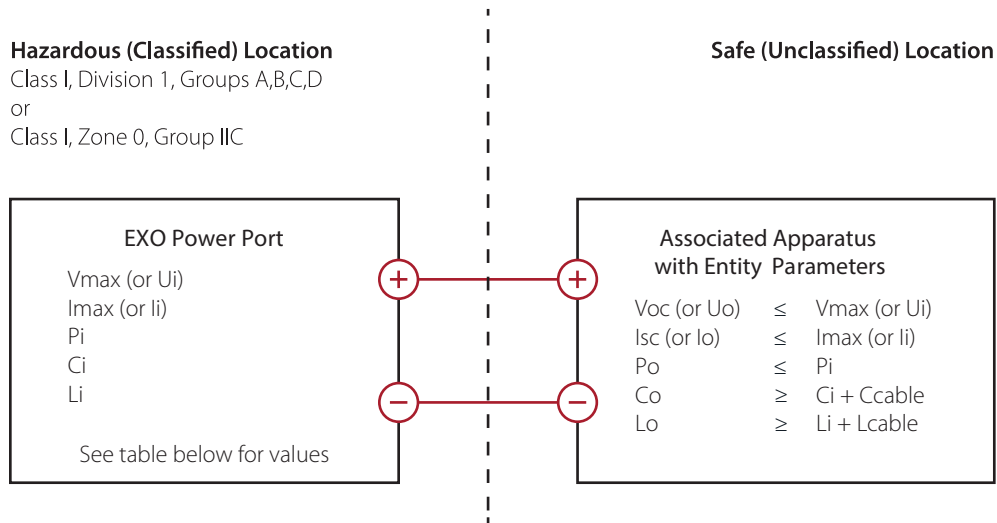 Hazardous (Classified) Location
Class I, Division 1, Groups A,B,C,D
or
Class I, Zone 0, Group IIC
Safe (Unclassified) Location
EXO Power Port
Vmax (or Ui)
Imax (or Ii)
Pi
Ci
Li
See table below for values
+
−
+
−
Associated Apparatus
with Entity Parameters
Voc (or Uo) ≤ Vmax (or Ui)
Isc (or Io) ≤ Imax (or Ii)
Po ≤ Pi
Co ≥ Ci + Ccable
Lo ≥ Li + Lcable